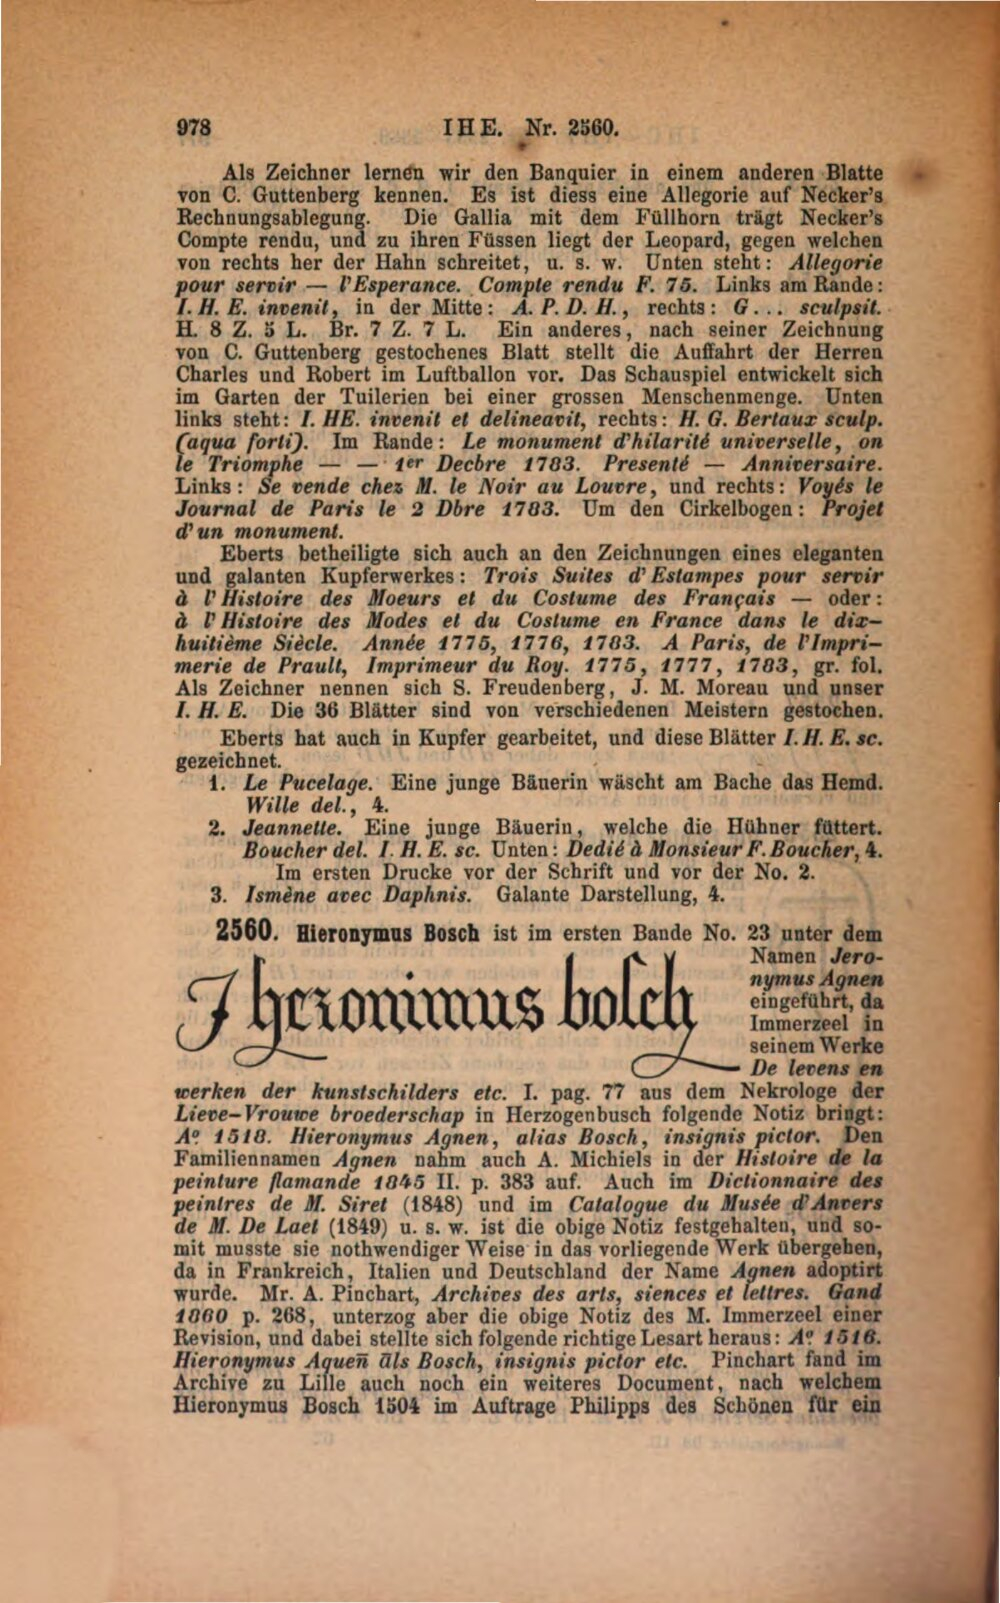 978 IHE. Nr. 2560.
Als Zeichner lernen wir den Banquier in einem anderen Blatte
von C. Guttenberg kennen. Es ist diess eine Allegorie auf Necker's
Rechnungsablegung. Die Gallia mit dem Füllhorn trägt Necker's
Compte rendu, und zu ihren Füssen liegt der Leopard, gegen welchen
von rechts her der Hahn schreitet, u. s. w. Unten steht: Allegorie
pour servir — l'Esperance. Compte rendu F. 75. Links am Rande:
I. H. E. invenit, in der Mitte: A. P. D. H., rechts: G... sculpsit.
H. 8 Z. 5 L. Br. 7 Z. 7 L. Ein anderes, nach seiner Zeichnung
von C. Guttenberg gestochenes Blatt stellt die Auffahrt der Herren
Charles und Robert im Luftballon vor. Das Schauspiel entwickelt sich
im Garten der Tuilerien bei einer grossen Menschenmenge. Unten
links steht: I. HE. invenit et delineavit, rechts: H. G. Bertaux sculp.
(aqua forti). Im Rande: Le monument d'hilarité universelle, on
le Triomphe — — 1er Decbre 1783. Presenté — Anniversaire.
Links: Se vende chez M. le Noir au Louvre, und rechts: Voyés le
Journal de Paris le 2 Dbre 1783. Um den Cirkelbogen: Projet
d'un monument.
Eberts betheiligte sich auch an den Zeichnungen eines eleganten
und galanten Kupferwerkes: Trois Suites d'Estampes pour servir
à l'Histoire des Moeurs et du Costume des Français — oder:
à l'Histoire des Modes et du Costume en France dans le dix-
huitième Siècle. Année 1775, 1776, 1783. A Paris, de l'Impri-
merie de Prault, Imprimeur du Roy. 1775, 1777, 1783, gr. fol.
Als Zeichner nennen sich S. Freudenberg, J. M. Moreau und unser
I. H. E. Die 36 Blätter sind von verschiedenen Meistern gestochen.
Eberts hat auch in Kupfer gearbeitet, und diese Blätter I. H. E. sc.
gezeichnet.
1. Le Pucelage. Eine junge Bäuerin wäscht am Bache das Hemd.
Wille del., 4.
2. Jeannette. Eine junge Bäuerin, welche die Hühner füttert.
Boucher del. I. H. E. sc. Unten: Dedié à Monsieur F. Boucher, 4.
Im ersten Drucke vor der Schrift und vor der No. 2.
3. Ismène avec Daphnis. Galante Darstellung, 4.
2560. Hieronymus Bosch ist im ersten Bande No. 23 unter dem
Namen Jero-
nymus Agnen
eingeführt, da
Immerzeel in
seinem Werke
De levens en
Jheronimus bosch
werken der kunstschilders etc. I. pag. 77 aus dem Nekrologe der
Lieve-Vrouwe broederschap in Herzogenbusch folgende Notiz bringt:
Aº 1518. Hieronymus Agnen, alias Bosch, insignis pictor. Den
Familiennamen Agnen nahm auch A. Michiels in der Histoire de la
peinture flamande 1845 II. p. 383 auf. Auch im Dictionnaire des
peintres de M. Siret (1848) und im Catalogue du Musée d'Anvers
de M. De Laet (1849) u. s. w. ist die obige Notiz festgehalten, und so-
mit musste sie nothwendiger Weise in das vorliegende Werk übergehen,
da in Frankreich, Italien und Deutschland der Name Agnen adoptirt
wurde. Mr. A. Pinchart, Archives des arts, siences et lettres. Gand
1860 p. 268, unterzog aber die obige Notiz des M. Immerzeel einer
Revision, und dabei stellte sich folgende richtige Lesart heraus: Aº 1516.
Hieronymus Aqueñ āls Bosch, insignis pictor etc. Pinchart fand im
Archive zu Lille auch noch ein weiteres Document, nach welchem
Hieronymus Bosch 1504 im Auftrage Philipps des Schönen für ein